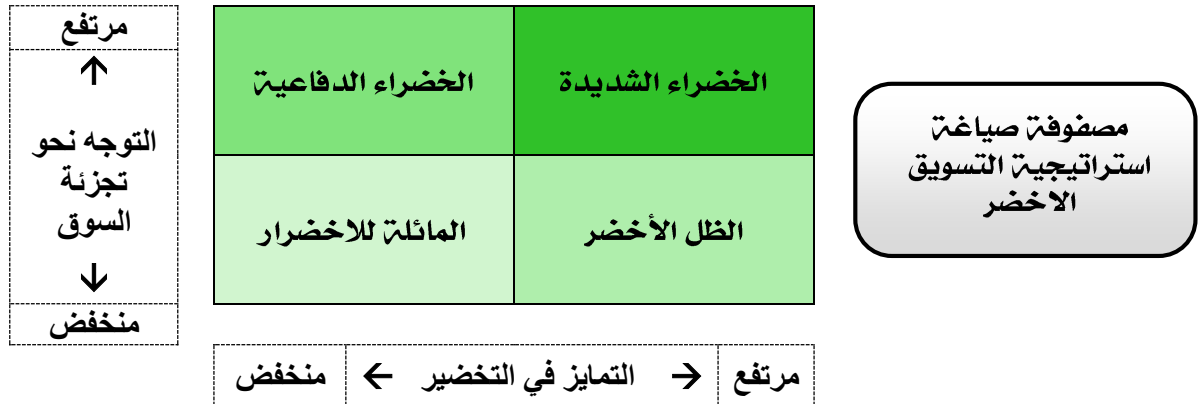 مرتفع
↑
التوجه نحو
تجزئة
السوق
↓
منخفض
الخضراء الشديدة
الخضراء الدفاعية
الظل الأخضر
المائلة للاخضرار
مصفوفة صياغة
استراتيجية التسويق
الاخضر
مرتفع → التمايز في التخضير ← منخفض